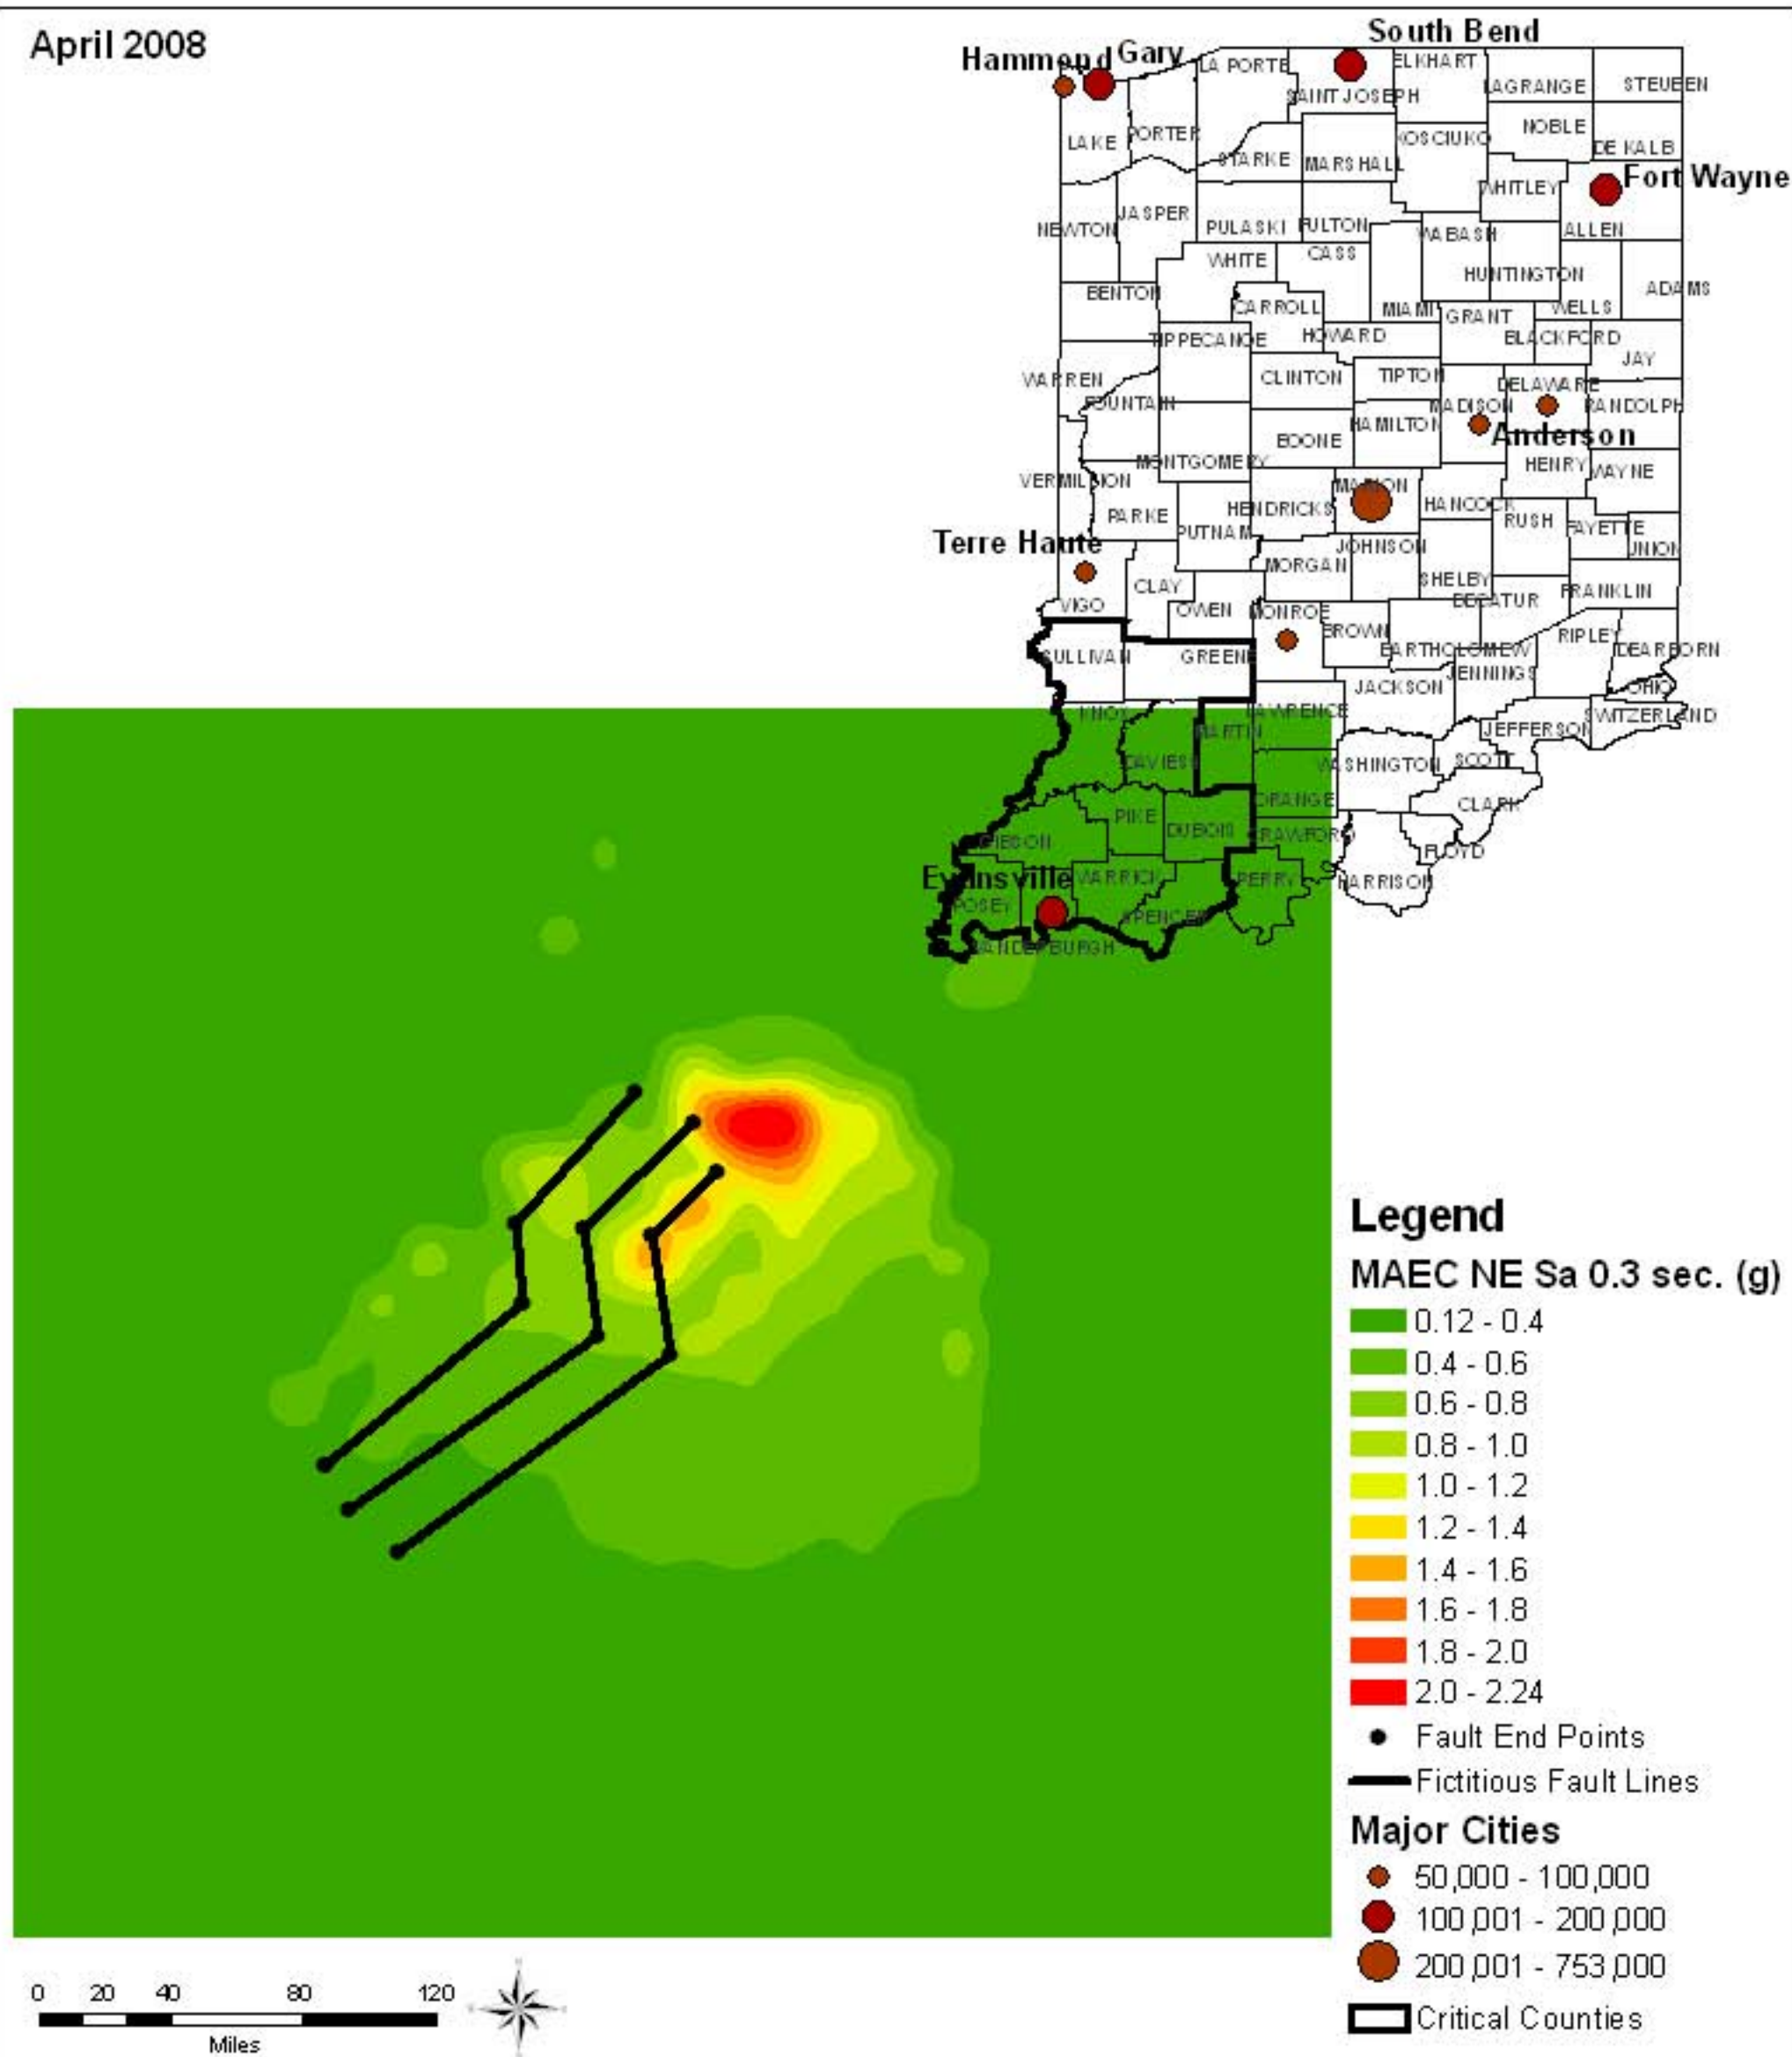 April 2008
South Bend
Hammond Gary
LA PORTE
ELKHART
LAGRANGE
STEUBEN
SAINT JOSEPH
LAKE
PORTER
NOBLE
KOSCIUKO
DE KALB
STARKE
MARSHALL
WHITLEY
Fort Wayne
JASPER
NEWTON
PULASKI
FULTON
WABASH
ALLEN
WHITE
CASS
HUNTINGTON
ADAMS
BENTON
CARROLL
MIAMI
GRANT
WELLS
TIPPECANOE
HOWARD
BLACKFORD
JAY
WARREN
CLINTON
TIPTON
DELAWARE
FOUNTAIN
MADISON
RANDOLPH
HAMILTON
BOONE
Anderson
MONTGOMERY
HENRY
WAYNE
VERMILLION
MARION
HENDRICKS
HANCOCK
PARKE
RUSH
FAYETTE
PUTNAM
Terre Haute
JOHNSON
UNION
MORGAN
CLAY
SHELBY
FRANKLIN
VIGO
OWEN
MONROE
DECATUR
BROWN
RIPLEY
SULLIVAN
GREENE
BARTHOLOMEW
DEARBORN
JENNINGS
JACKSON
OHIO
KNOX
LAWRENCE
SWITZERLAND
MARTIN
JEFFERSON
DAVIESS
WASHINGTON
SCOTT
ORANGE
CLARK
PIKE
DUBOIS
GIBSON
CRAWFORD
FLOYD
Evansville
WARRICK
PERRY
HARRISON
POSEY
SPENCER
VANDERBURGH
Legend
MAEC NE Sa 0.3 sec. (g)
0.12 - 0.4
0.4 - 0.6
0.6 - 0.8
0.8 - 1.0
1.0 - 1.2
1.2 - 1.4
1.4 - 1.6
1.6 - 1.8
1.8 - 2.0
2.0 - 2.24
Fault End Points
Fictitious Fault Lines
Major Cities
50,000 - 100,000
100,001 - 200,000
200,001 - 753,000
Critical Counties
0 20 40 80 120
Miles